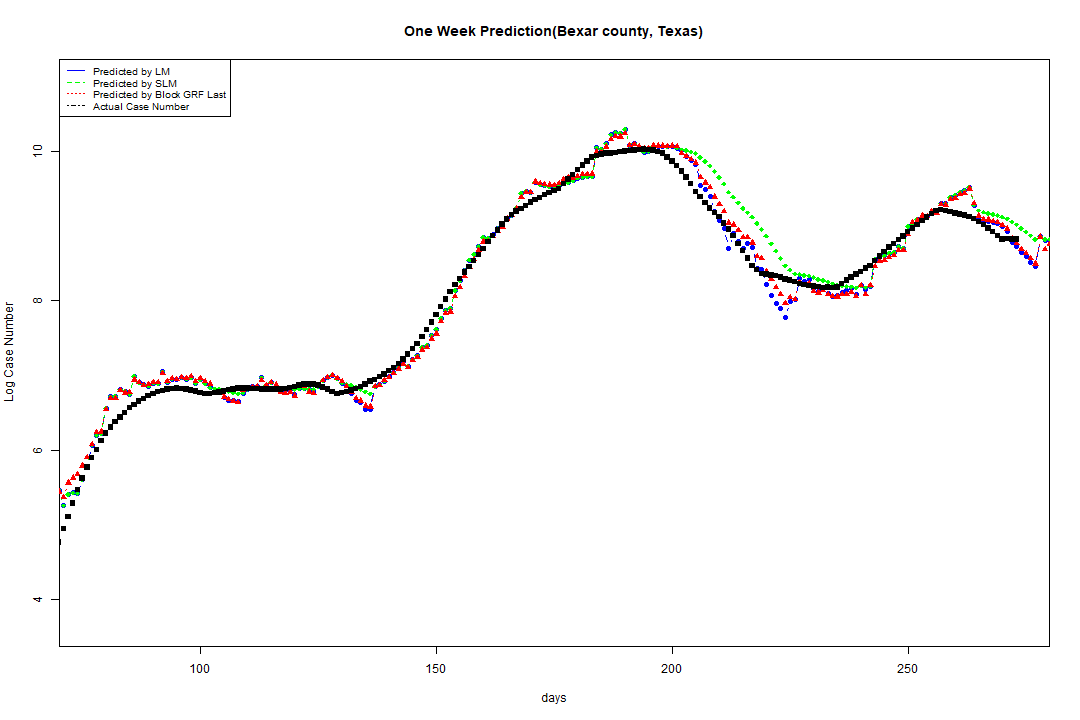 One Week Prediction(Bexar county, Texas)
Predicted by LM
Predicted by SLM
Predicted by Block GRF Last
Actual Case Number
10
8
6
4
Log Case Number
100 150 200 250
days